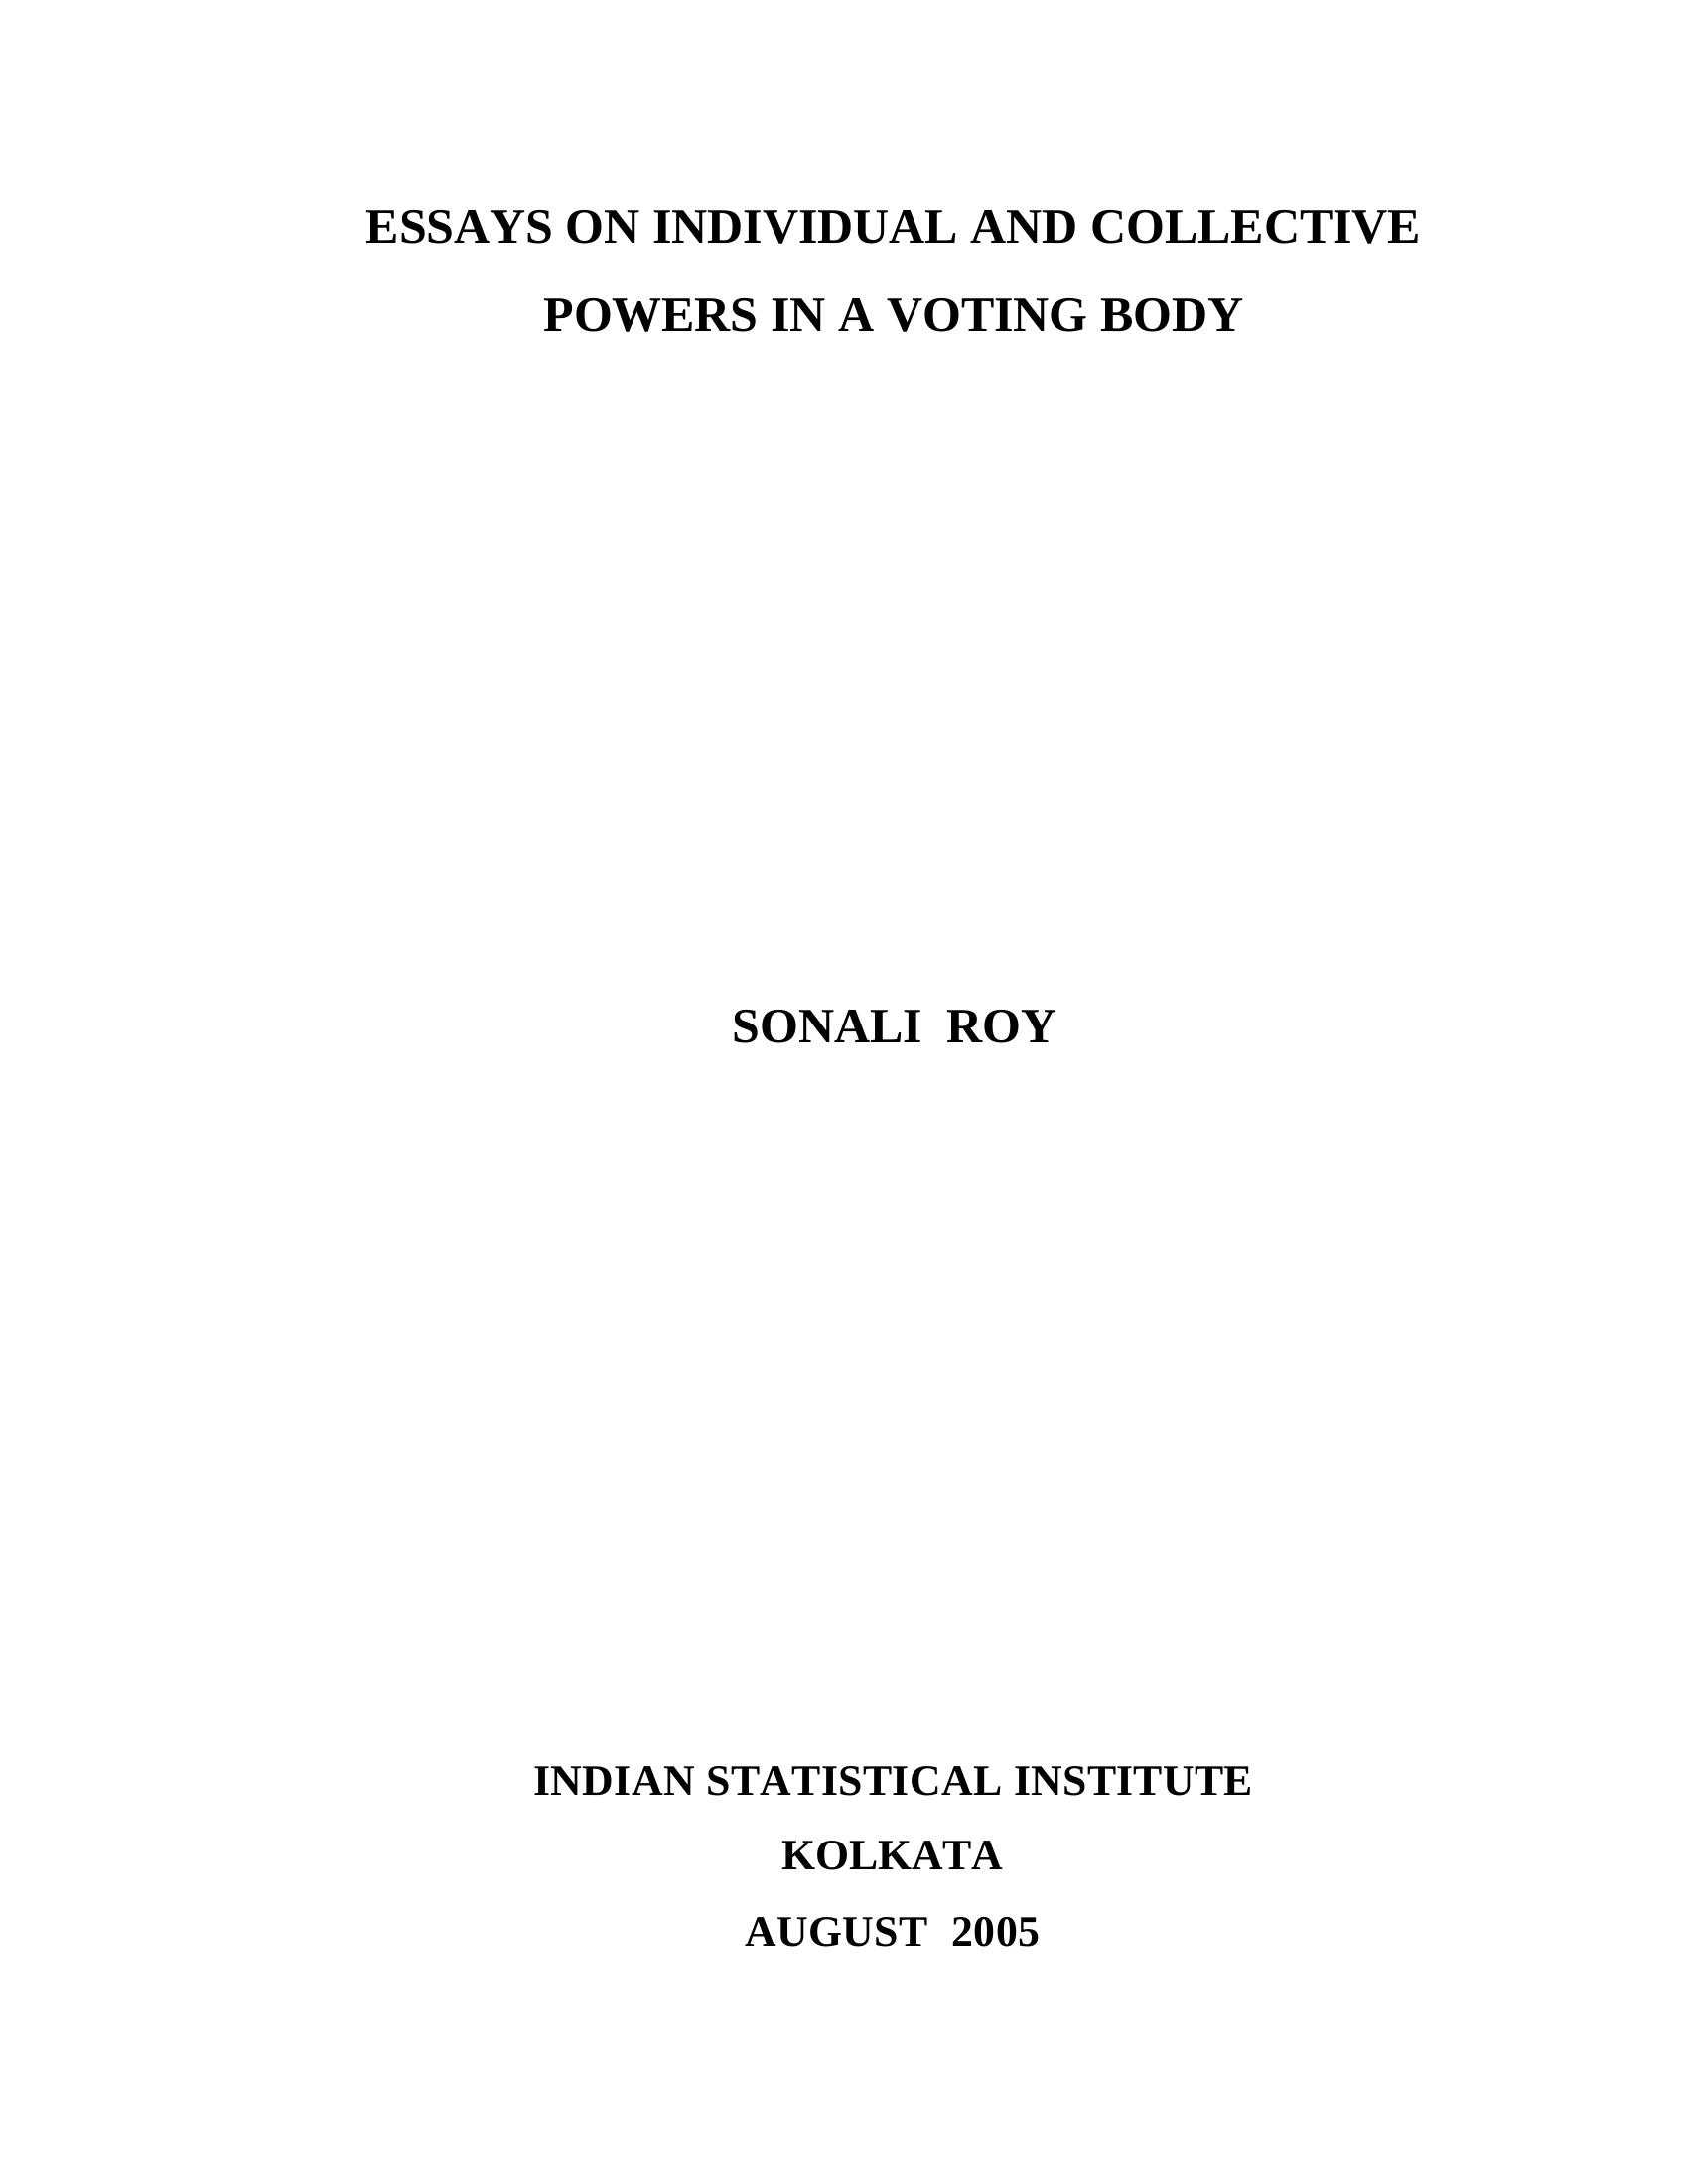 ESSAYS ON INDIVIDUAL AND COLLECTIVE
POWERS IN A VOTING BODY
SONALI ROY
INDIAN STATISTICAL INSTITUTE
KOLKATA
AUGUST 2005